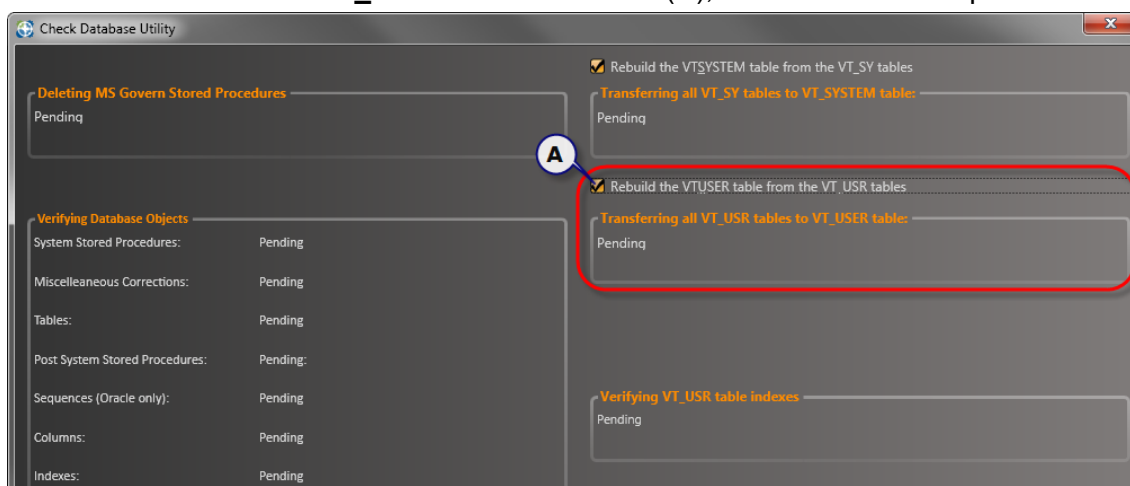 Check Database Utility
Rebuild the VTSYSTEM table from the VT_SY tables
Deleting MS Govern Stored Procedures
Pending
Transferring all VT_SY tables to VT_SYSTEM table:
Pending
A
Rebuild the VTUSER table from the VT_USR tables
Transferring all VT_USR tables to VT_USER table:
Pending
Verifying Database Objects
System Stored Procedures: Pending
Miscelleaneous Corrections: Pending
Tables: Pending
Post System Stored Procedures: Pending:
Sequences (Oracle only): Pending
Columns: Pending
Indexes: Pending
Verifying VT_USR table indexes
Pending